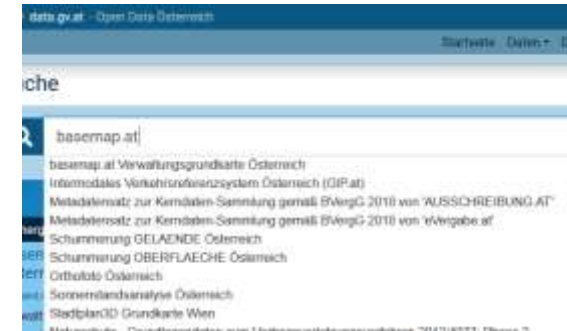 data.gv.at - Open Data Österreich
Startseite Daten
che
basemap.at
basemap.at Verwaltungsgrundkarte Österreich
Intermodales Verkehrsreferenzsystem Österreich (GIP.at)
Metadatensatz zur Kerndaten-Sammlung gemäß BVergG 2018 von 'AUSSCHREIBUNG.AT'
Metadatensatz zur Kerndaten-Sammlung gemäß BVergG 2018 von 'eVergabe.at'
Schummerung GELAENDE Österreich
Schummerung OBERFLAECHE Österreich
Orthofoto Österreich
Sonnenstandsanalyse Österreich
Stadtplan3D Grundkarte Wien